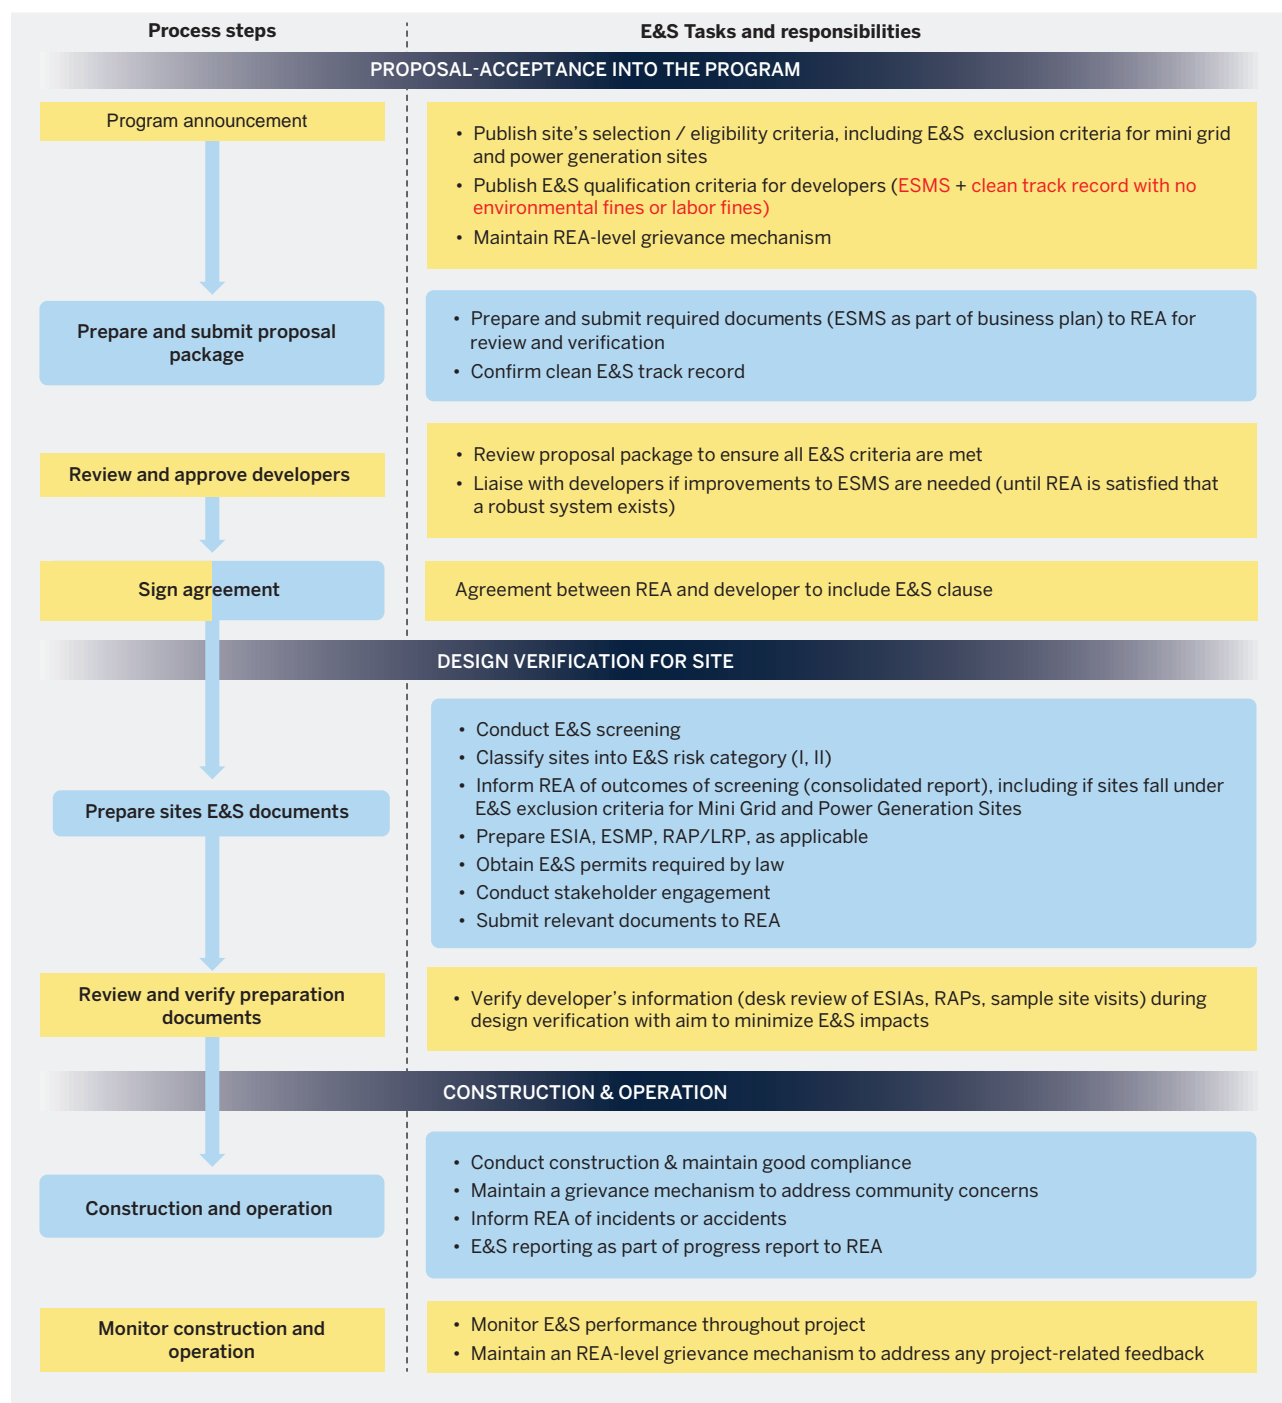 Process steps
E&S Tasks and responsibilities
PROPOSAL-ACCEPTANCE INTO THE PROGRAM
Program announcement
• Publish site’s selection / eligibility criteria, including E&S exclusion criteria for mini grid
and power generation sites
• Publish E&S qualification criteria for developers (ESMS + clean track record with no
environmental fines or labor fines)
• Maintain REA-level grievance mechanism
Prepare and submit proposal
package
• Prepare and submit required documents (ESMS as part of business plan) to REA for
review and verification
• Confirm clean E&S track record
Review and approve developers
• Review proposal package to ensure all E&S criteria are met
• Liaise with developers if improvements to ESMS are needed (until REA is satisfied that
a robust system exists)
Sign agreement
Agreement between REA and developer to include E&S clause
DESIGN VERIFICATION FOR SITE
Prepare sites E&S documents
• Conduct E&S screening
• Classify sites into E&S risk category (I, II)
• Inform REA of outcomes of screening (consolidated report), including if sites fall under
E&S exclusion criteria for Mini Grid and Power Generation Sites
• Prepare ESIA, ESMP, RAP/LRP, as applicable
• Obtain E&S permits required by law
• Conduct stakeholder engagement
• Submit relevant documents to REA
Review and verify preparation
documents
• Verify developer’s information (desk review of ESIAs, RAPs, sample site visits) during
design verification with aim to minimize E&S impacts
CONSTRUCTION & OPERATION
Construction and operation
• Conduct construction & maintain good compliance
• Maintain a grievance mechanism to address community concerns
• Inform REA of incidents or accidents
• E&S reporting as part of progress report to REA
Monitor construction and
operation
• Monitor E&S performance throughout project
• Maintain an REA-level grievance mechanism to address any project-related feedback